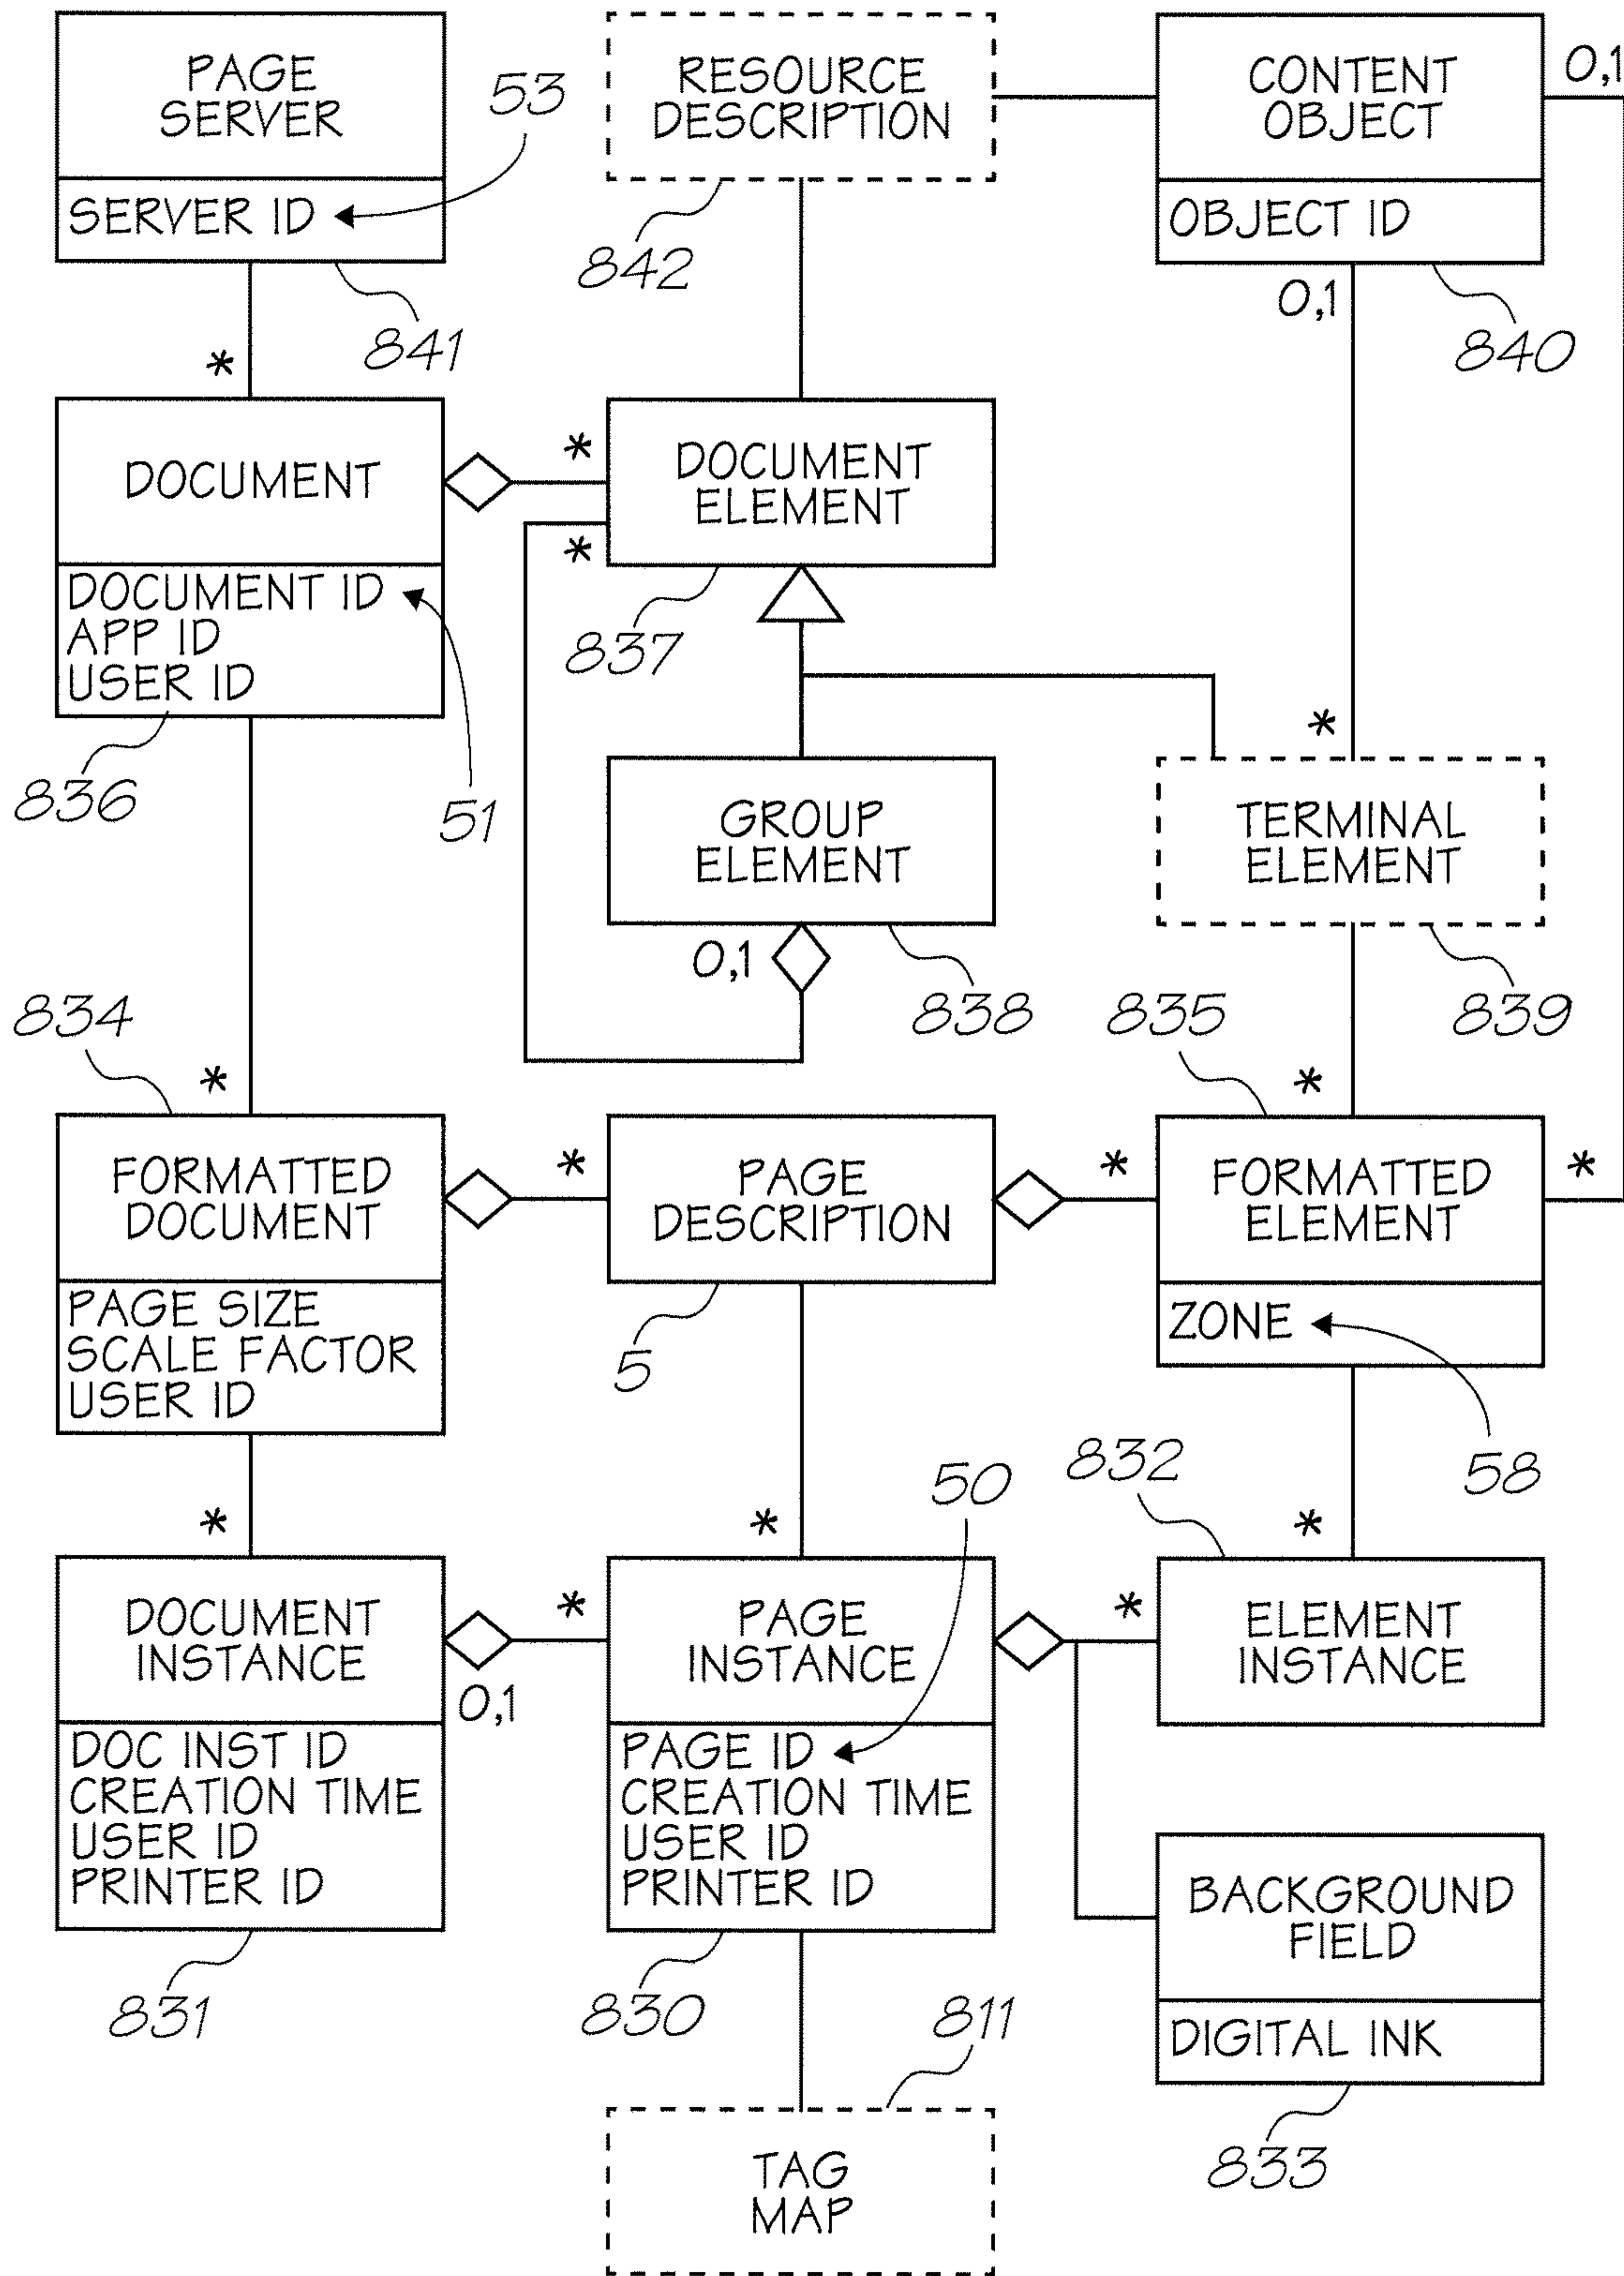 PAGE
SERVER
SERVER ID
53
841
RESOURCE
DESCRIPTION
842
CONTENT
OBJECT
OBJECT ID
0,1
0,1
840
*
DOCUMENT
DOCUMENT ID
APP ID
USER ID
836
51
*
*
DOCUMENT
ELEMENT
837
GROUP
ELEMENT
0,1
838
*
TERMINAL
ELEMENT
839
834
*
FORMATTED
DOCUMENT
PAGE SIZE
SCALE FACTOR
USER ID
*
PAGE
DESCRIPTION
5
*
835
*
FORMATTED
ELEMENT
*
ZONE
58
*
DOCUMENT
INSTANCE
0,1
DOC INST ID
CREATION TIME
USER ID
PRINTER ID
831
*
*
50
PAGE
INSTANCE
PAGE ID
CREATION TIME
USER ID
PRINTER ID
830
832
*
*
ELEMENT
INSTANCE
BACKGROUND
FIELD
DIGITAL INK
833
811
TAG
MAP